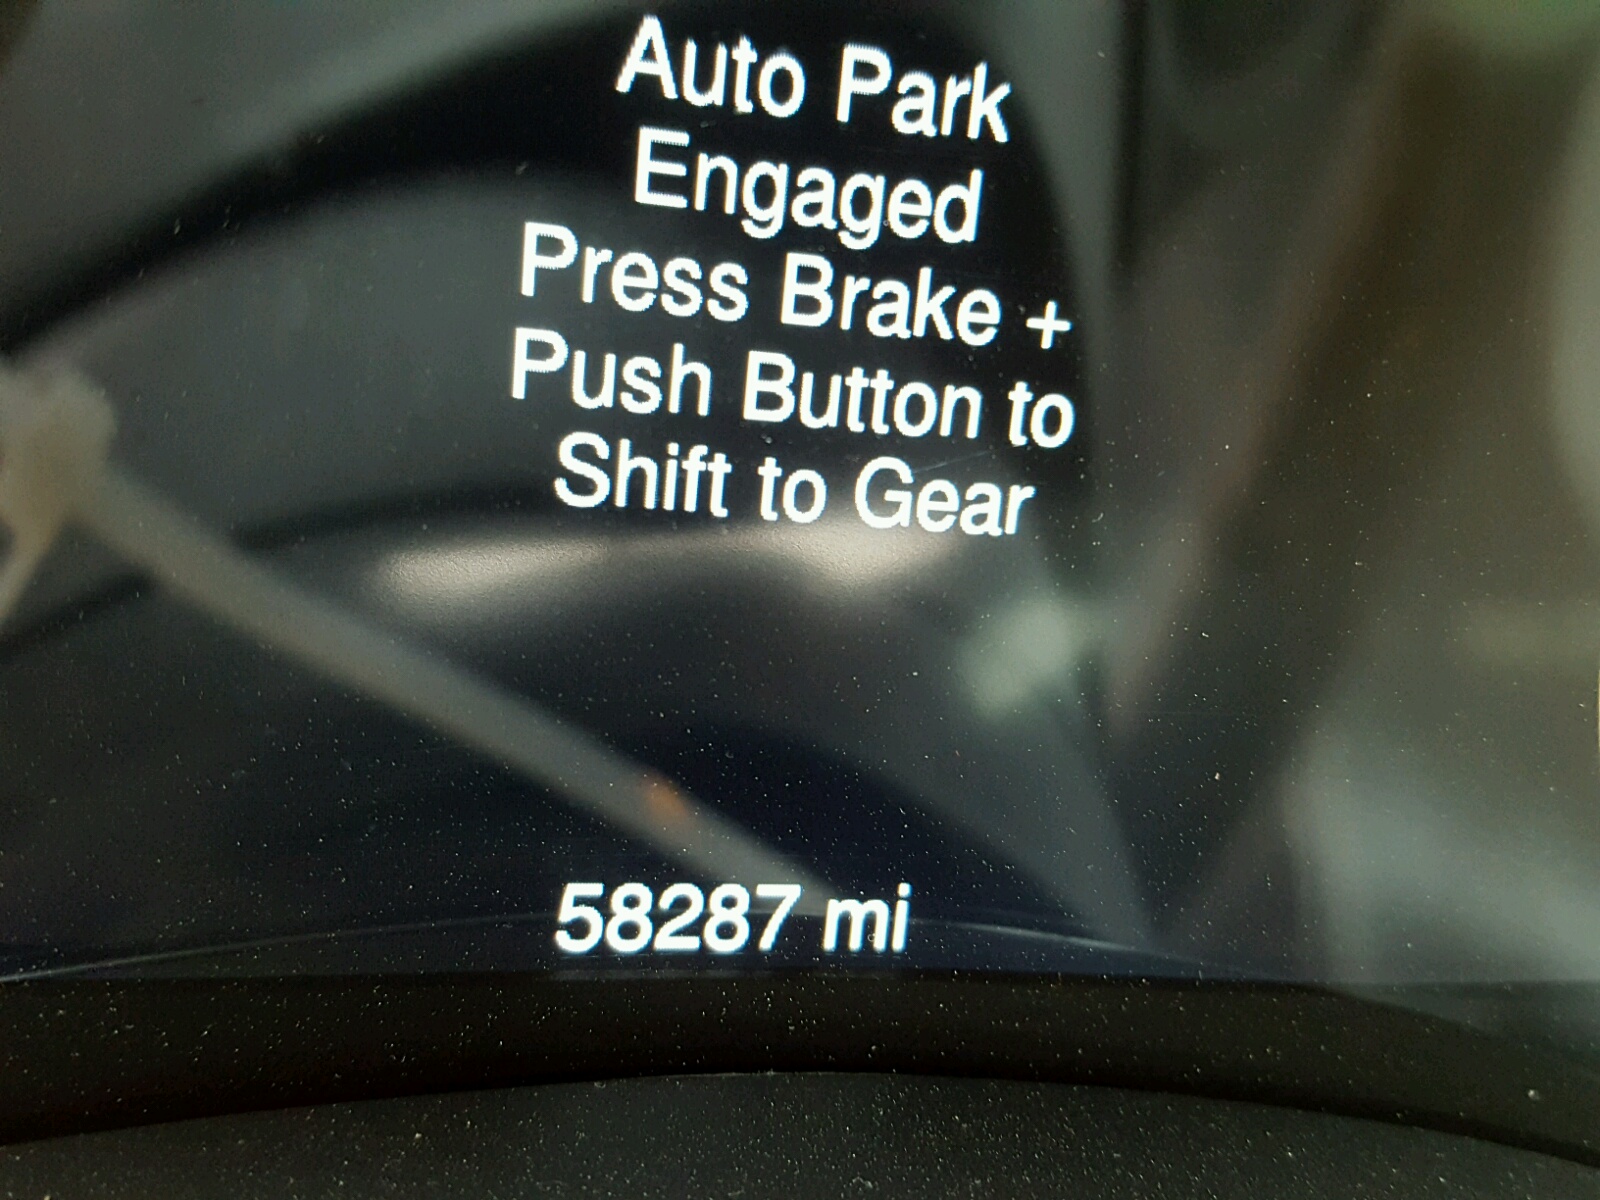 Auto Park
Engaged
Press Brake +
Push Button to
Shift to Gear
58287 mi